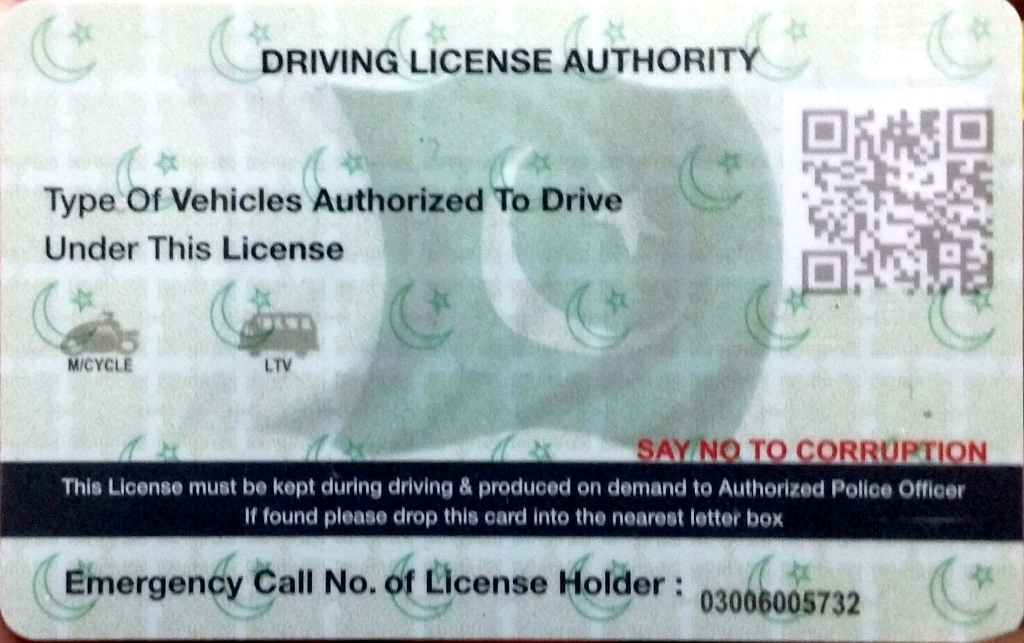 DRIVING LICENSE AUTHORITY
Type Of Vehicles Authorized To Drive
Under This License
M/CYCLE
LTV
SAY NO TO CORRUPTION
This License must be kept during driving & produced on demand to Authorized Police Officer
If found please drop this card into the nearest letter box
Emergency Call No. of License Holder : 03006005732